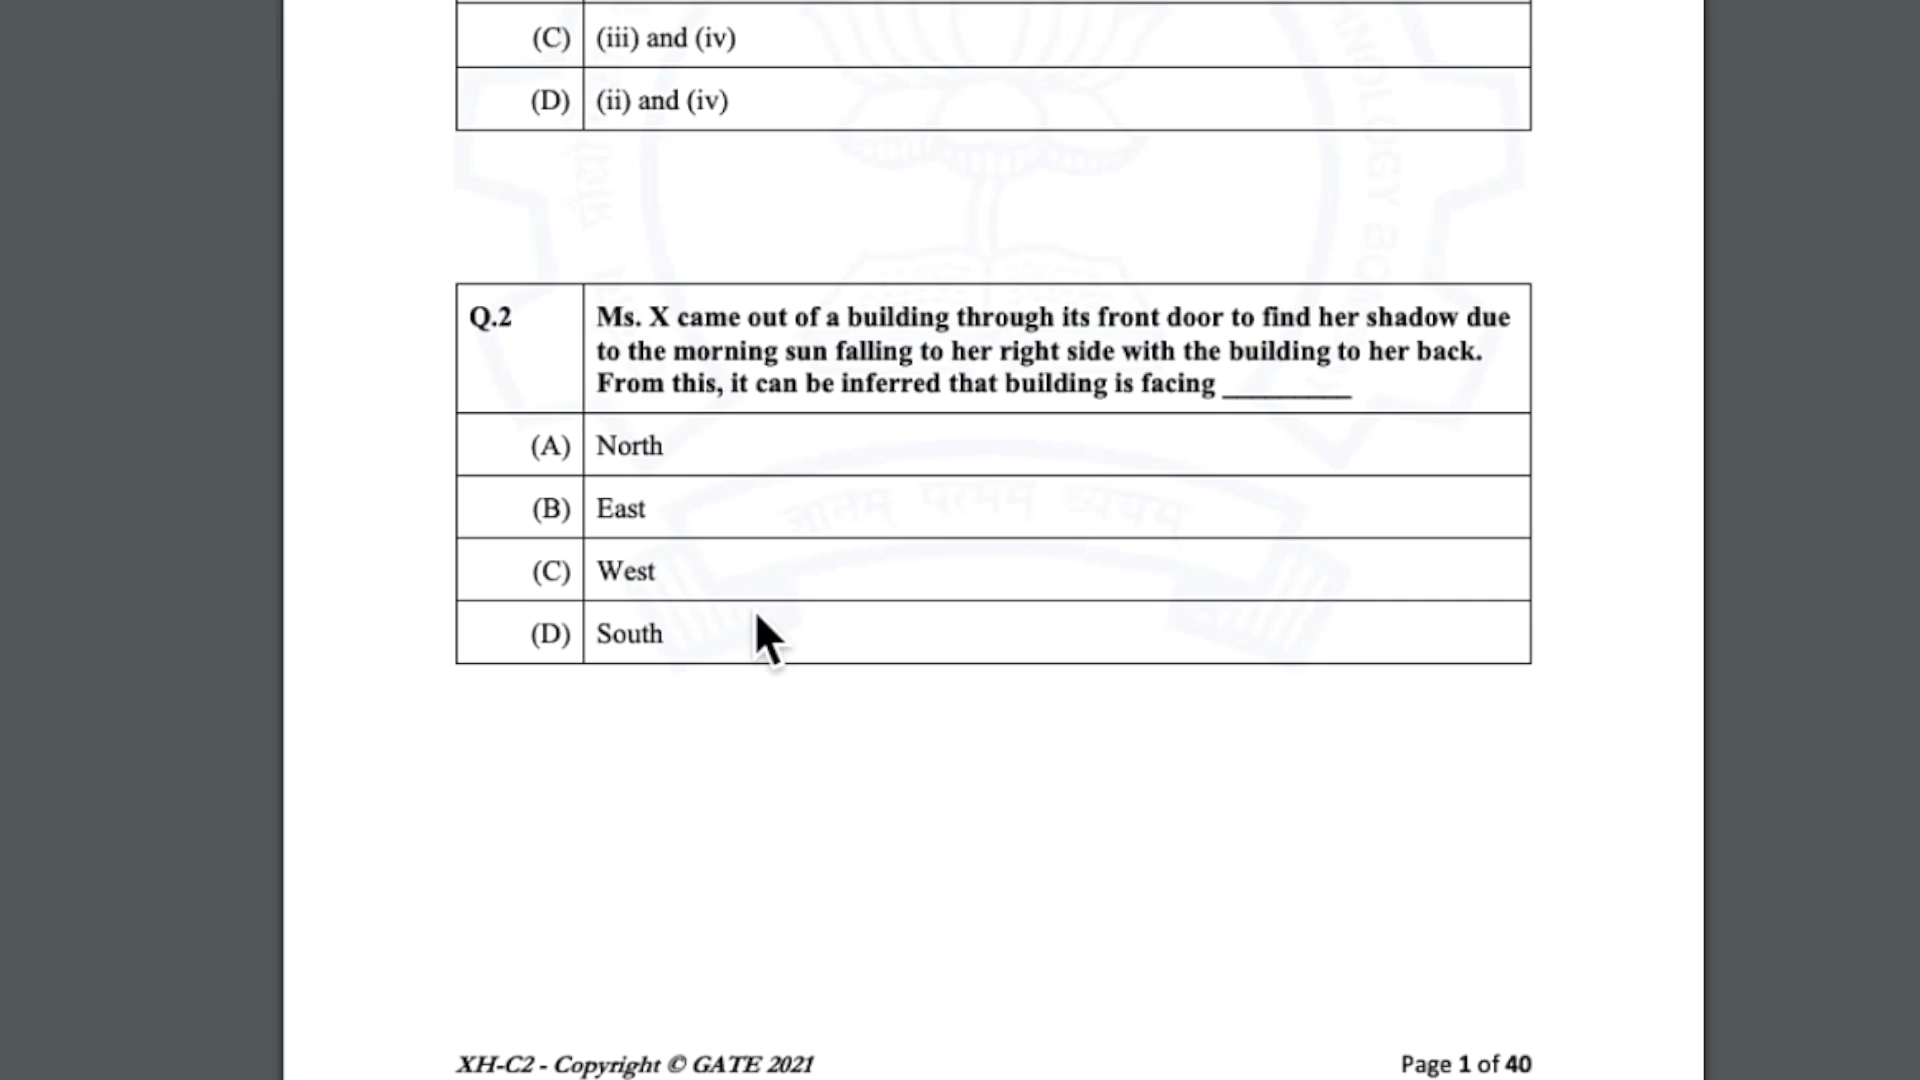 (C) (iii) and (iv)
(D) (ii) and (iv)
Q.2 Ms. X came out of a building through its front door to find her shadow due
to the morning sun falling to her right side with the building to her back.
From this, it can be inferred that building is facing _________
(A) North
(B) East
(C) West
(D) South
ज्ञानम् परमम् ध्येयम्
XH-C2 - Copyright © GATE 2021
Page 1 of 40